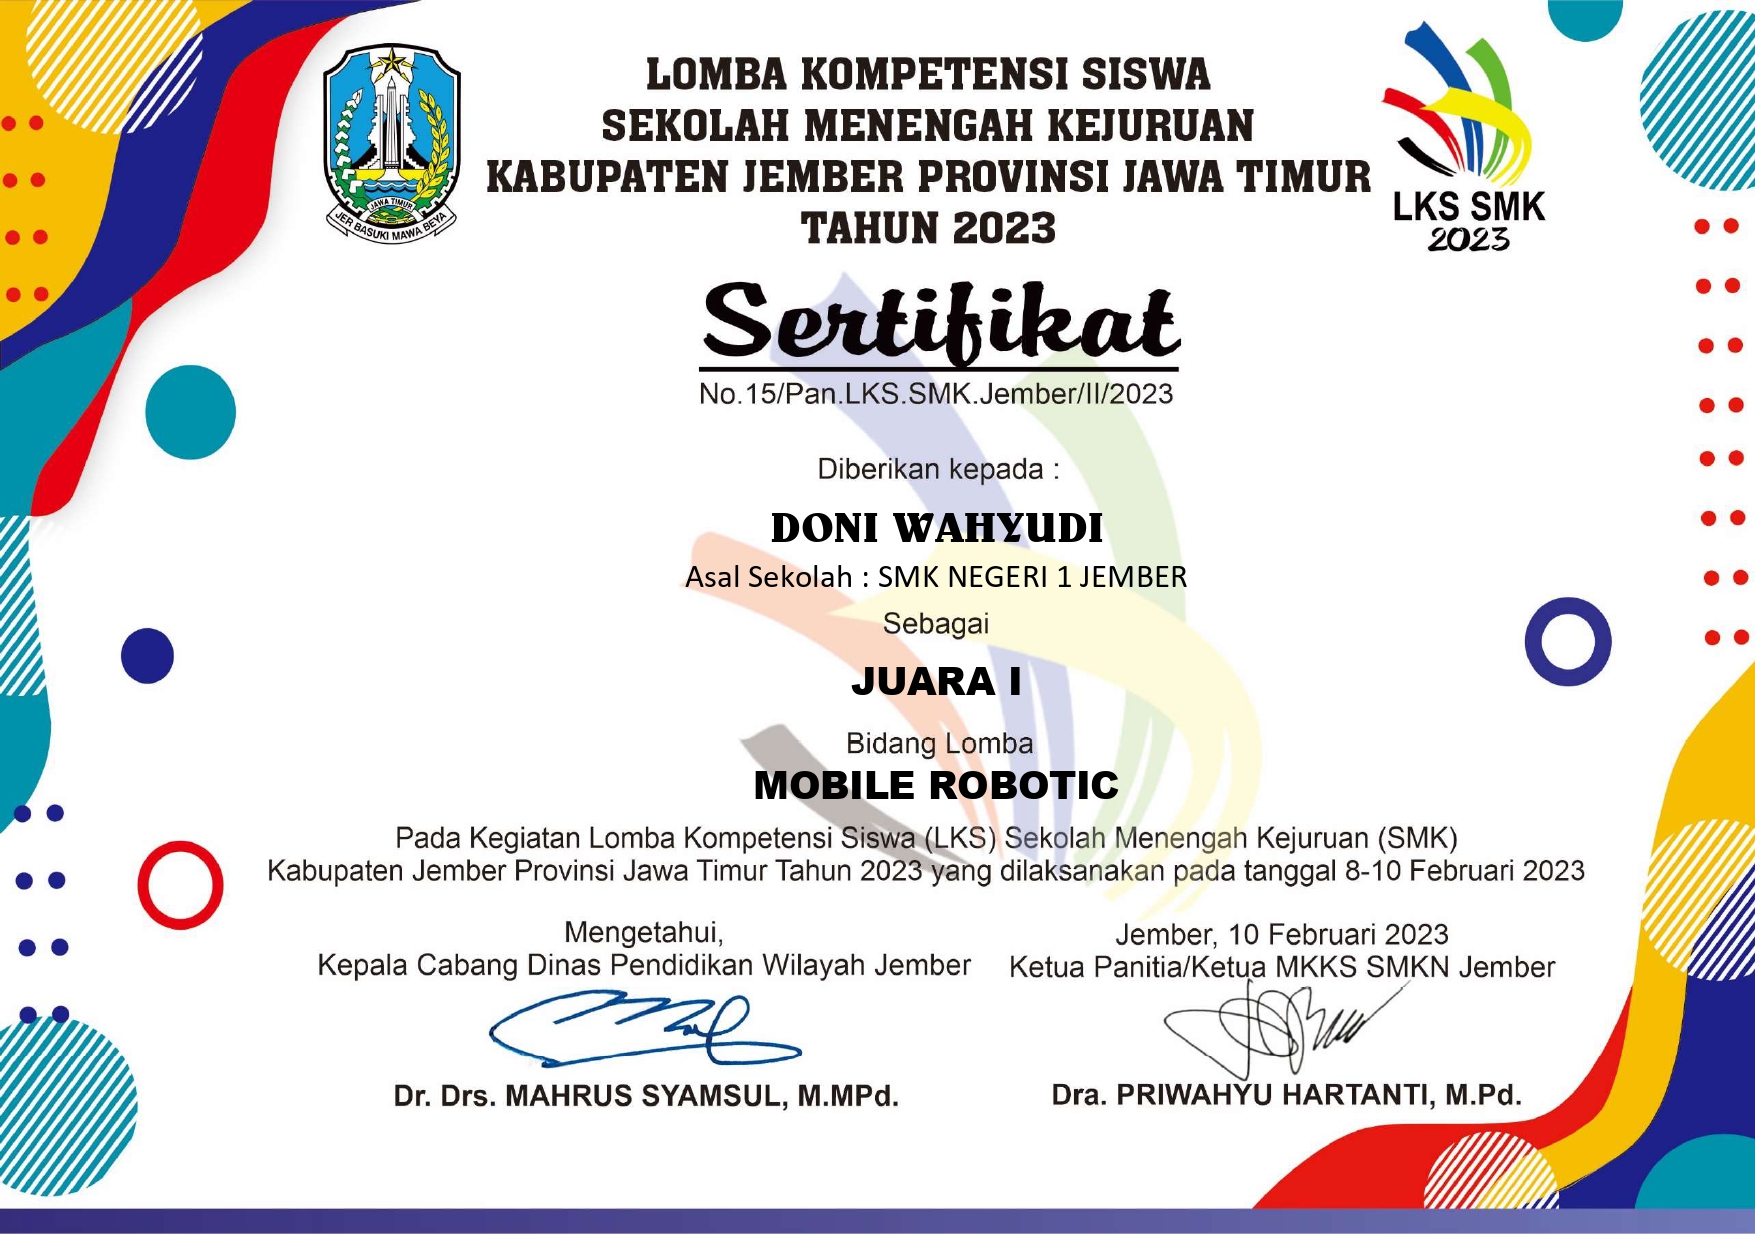 LOMBA KOMPETENSI SISWA
SEKOLAH MENENGAH KEJURUAN
KABUPATEN JEMBER PROVINSI JAWA TIMUR
TAHUN 2023
JAWA TIMUR
JER BASUKI MAWA BEYA
LKS SMK
2023
Sertifikat
No.15/Pan.LKS.SMK.Jember/II/2023
Diberikan kepada :
DONI WAHYUDI
Asal Sekolah : SMK NEGERI 1 JEMBER
Sebagai
JUARA I
Bidang Lomba
MOBILE ROBOTIC
Pada Kegiatan Lomba Kompetensi Siswa (LKS) Sekolah Menengah Kejuruan (SMK)
Kabupaten Jember Provinsi Jawa Timur Tahun 2023 yang dilaksanakan pada tanggal 8-10 Februari 2023
Mengetahui,
Kepala Cabang Dinas Pendidikan Wilayah Jember
Dr. Drs. MAHRUS SYAMSUL, M.MPd.
Jember, 10 Februari 2023
Ketua Panitia/Ketua MKKS SMKN Jember
Dra. PRIWAHYU HARTANTI, M.Pd.